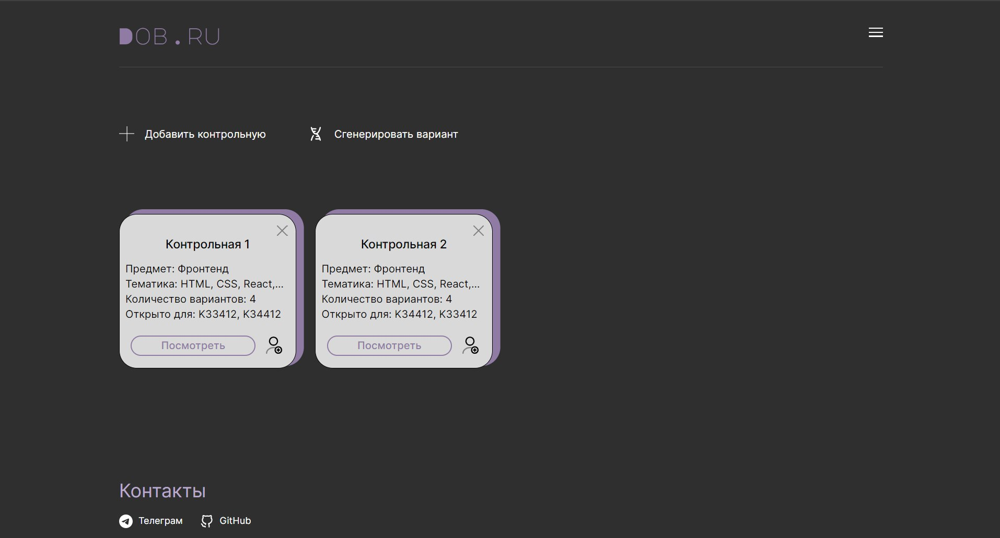 DOB.RU
Добавить контрольную
Сгенерировать вариант
Контрольная 1
Предмет: Фронтенд
Тематика: HTML, CSS, React,...
Количество вариантов: 4
Открыто для: K33412, K34412
Посмотреть
Контрольная 2
Предмет: Фронтенд
Тематика: HTML, CSS, React,...
Количество вариантов: 4
Открыто для: K34412, K33412
Посмотреть
Контакты
Телеграм
GitHub